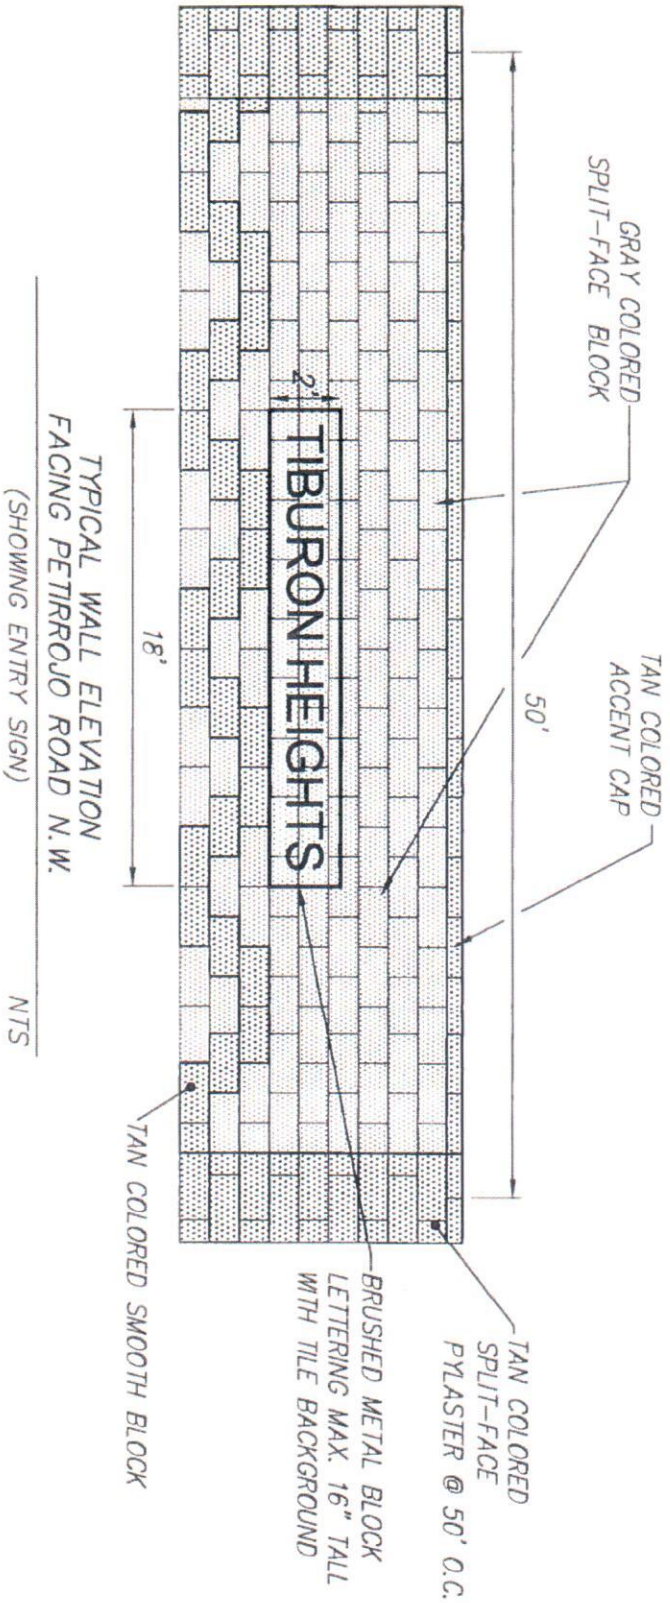 GRAY COLORED
SPLIT-FACE BLOCK
TAN COLORED
ACCENT CAP
50'
TAN COLORED
SPLIT-FACE
PYLASTER @ 50' O.C.
2'
TIBURON HEIGHTS
BRUSHED METAL BLOCK
LETTERING MAX. 16" TALL
WITH TILE BACKGROUND
18'
TAN COLORED SMOOTH BLOCK
TYPICAL WALL ELEVATION
FACING PETIRROJO ROAD N.W.
(SHOWING ENTRY SIGN)
NTS